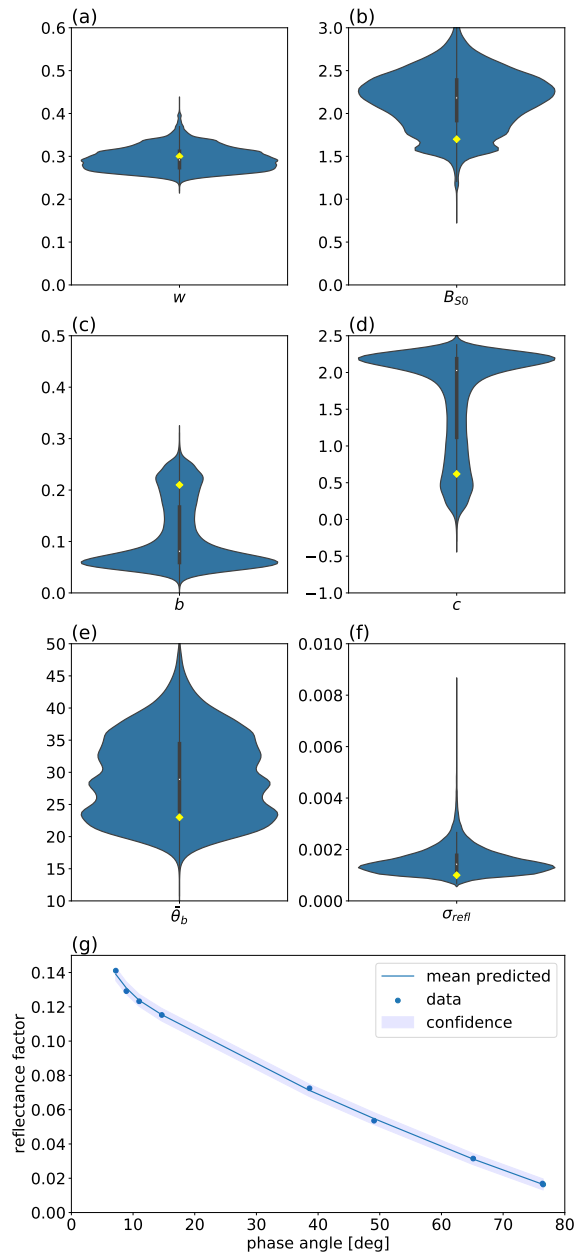 (a)
(b)
0.6
0.5
0.4
0.3
0.2
0.1
0.0
w
3.0
2.5
2.0
1.5
1.0
0.5
0.0
B_{S0}
(c)
(d)
0.5
0.4
0.3
0.2
0.1
0.0
b
2.5
2.0
1.5
1.0
0.5
0.0
−0.5
−1.0
c
(e)
(f)
50
45
40
35
30
25
20
15
10
θ̄_b
0.010
0.008
0.006
0.004
0.002
0.000
σ_{refl}
(g)
0.14
0.12
0.10
0.08
0.06
0.04
0.02
0.00
reflectance factor
mean predicted
data
confidence
0 10 20 30 40 50 60 70 80
phase angle [deg]